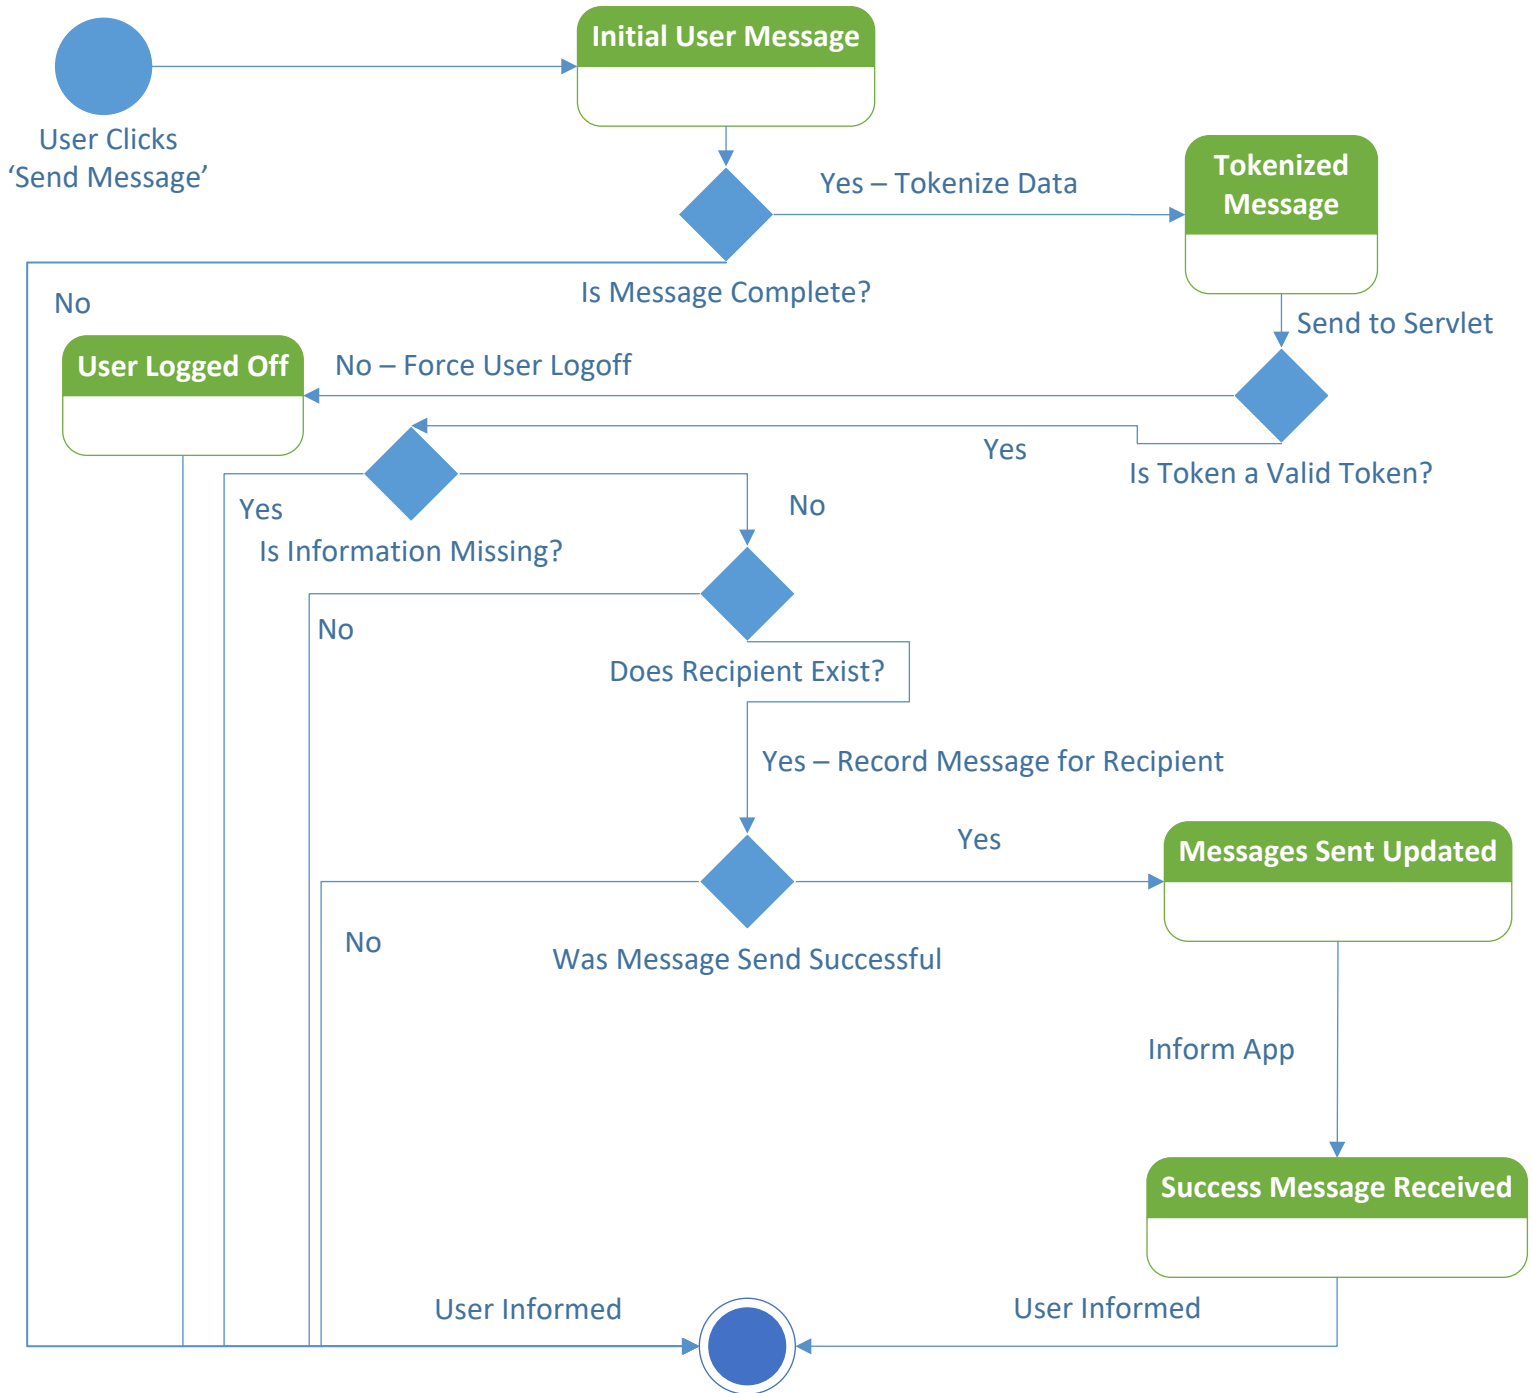 Initial User Message
User Clicks
‘Send Message’
Yes – Tokenize Data
Tokenized
Message
Is Message Complete?
No
Send to Servlet
User Logged Off
No – Force User Logoff
Yes
Is Token a Valid Token?
Yes
No
Is Information Missing?
No
Does Recipient Exist?
Yes – Record Message for Recipient
Yes
Messages Sent Updated
No
Was Message Send Successful
Inform App
Success Message Received
User Informed
User Informed